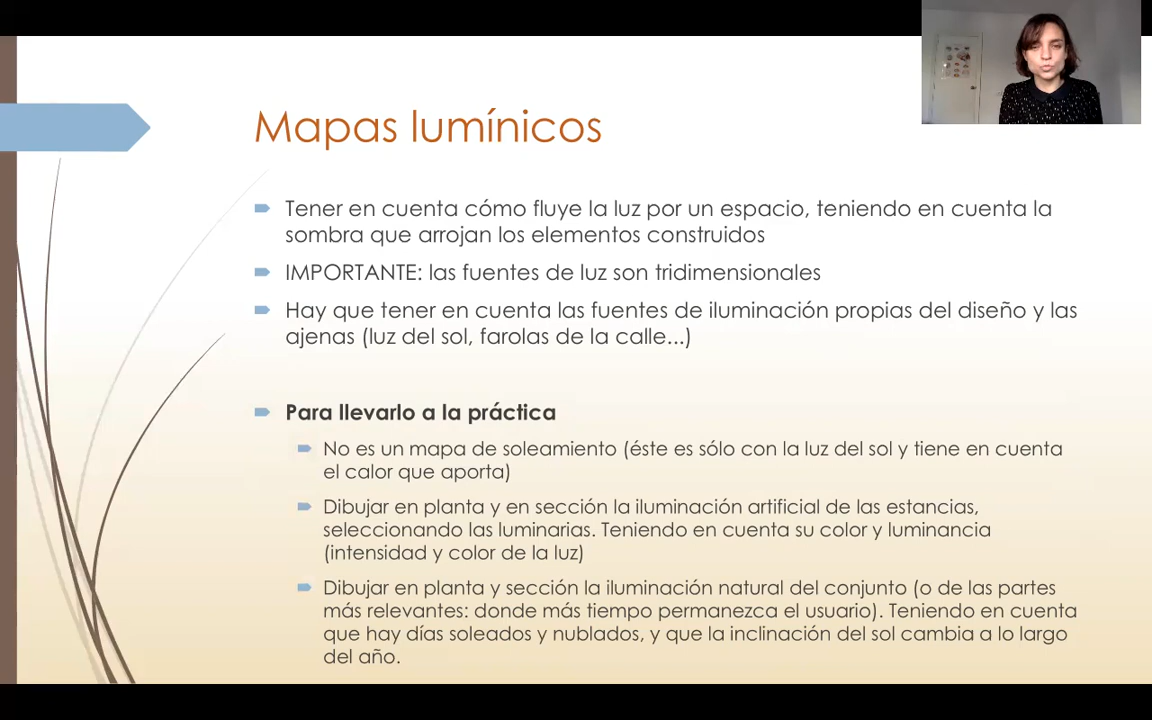 Mapas lumínicos
Tener en cuenta cómo fluye la luz por un espacio, teniendo en cuenta la
sombra que arrojan los elementos construidos
IMPORTANTE: las fuentes de luz son tridimensionales
Hay que tener en cuenta las fuentes de iluminación propias del diseño y las
ajenas (luz del sol, farolas de la calle...)
Para llevarlo a la práctica
No es un mapa de soleamiento (éste es sólo con la luz del sol y tiene en cuenta
el calor que aporta)
Dibujar en planta y en sección la iluminación artificial de las estancias,
seleccionando las luminarias. Teniendo en cuenta su color y luminancia
(intensidad y color de la luz)
Dibujar en planta y sección la iluminación natural del conjunto (o de las partes
más relevantes: donde más tiempo permanezca el usuario). Teniendo en cuenta
que hay días soleados y nublados, y que la inclinación del sol cambia a lo largo
del año.